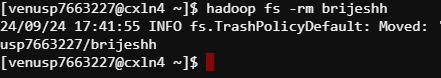 [venusp7663227@cxln4 ~]$ hadoop fs -rm brijeshh
24/09/24 17:41:55 INFO fs.TrashPolicyDefault: Moved: '
usp7663227/brijeshh
[venusp7663227@cxln4 ~]$